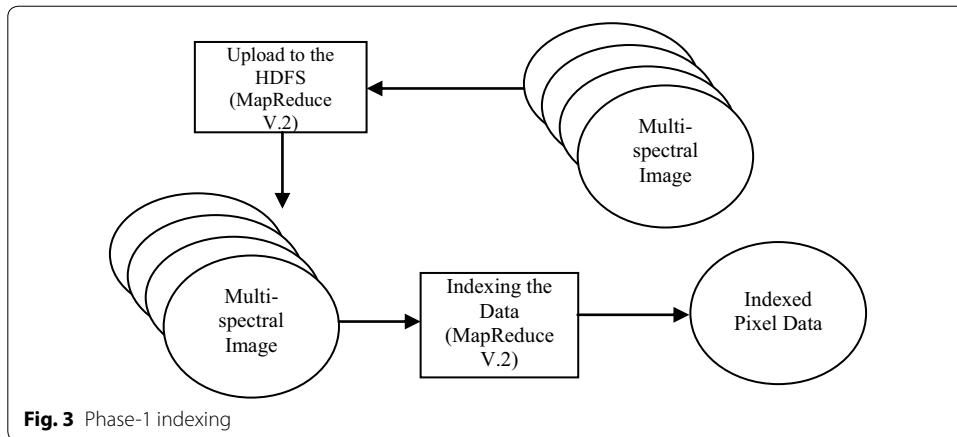 Upload to the
HDFS
(MapReduce
V.2)
Multi-
spectral
Image
Multi-
spectral
Image
Indexing the
Data
(MapReduce
V.2)
Indexed
Pixel Data
Fig. 3 Phase-1 indexing